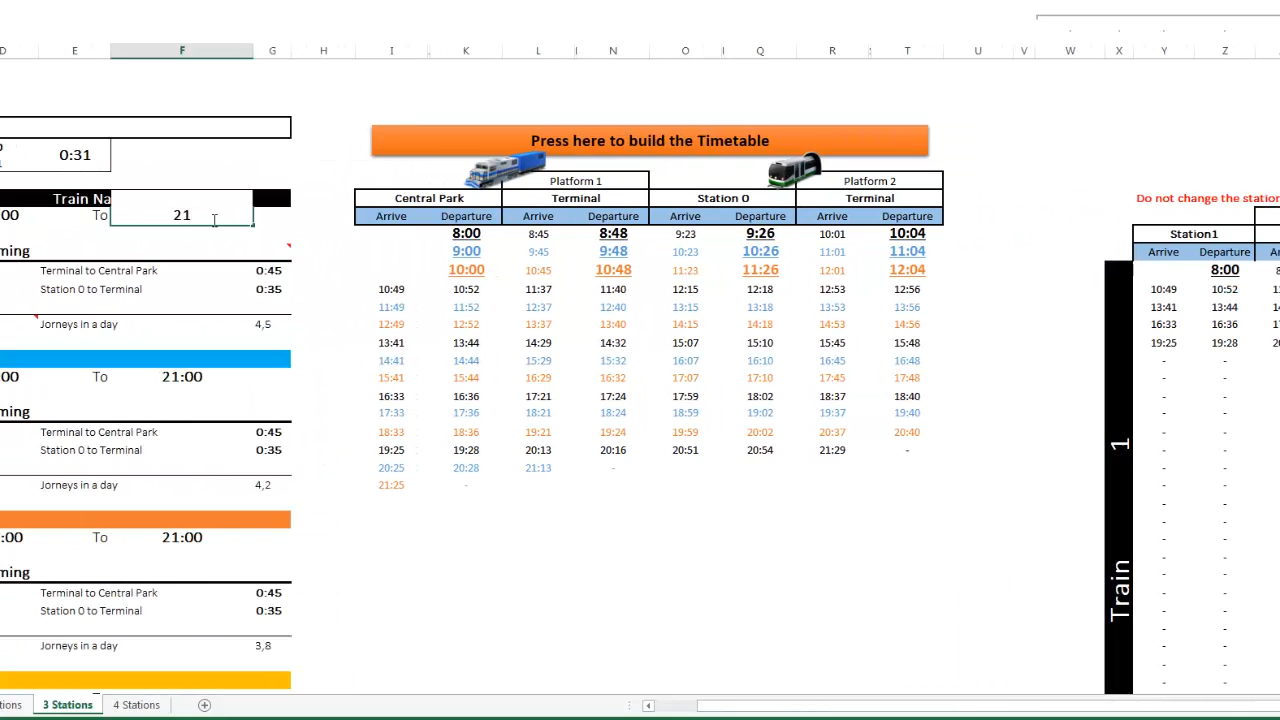 D E F G H I K L N O Q R T U V W X Y Z
Press here to build the Timetable
0:31
Platform 1 Platform 2
Train Na Central Park Terminal Station 0 Terminal Do not change the station
:00 To 21 Arrive Departure Arrive Departure Arrive Departure Arrive Departure
8:00 8:45 8:48 9:23 9:26 10:01 10:04 Station1
ming 9:00 9:45 9:48 10:23 10:26 11:01 11:04 Arrive Departure
Terminal to Central Park 0:45 10:00 10:45 10:48 11:23 11:26 12:01 12:04 8:00
Station 0 to Terminal 0:35 10:49 10:52 11:37 11:40 12:15 12:18 12:53 12:56 10:49 10:52
11:49 11:52 12:37 12:40 13:15 13:18 13:53 13:56 13:41 13:44
Jorneys in a day 4,5 12:49 12:52 13:37 13:40 14:15 14:18 14:53 14:56 16:33 16:36
13:41 13:44 14:29 14:32 15:07 15:10 15:45 15:48 19:25 19:28
14:41 14:44 15:29 15:32 16:07 16:10 16:45 16:48 - -
:00 To 21:00 15:41 15:44 16:29 16:32 17:07 17:10 17:45 17:48 - -
16:33 16:36 17:21 17:24 17:59 18:02 18:37 18:40 - -
ming 17:33 17:36 18:21 18:24 18:59 19:02 19:37 19:40 - -
Terminal to Central Park 0:45 18:33 18:36 19:21 19:24 19:59 20:02 20:37 20:40 - -
Station 0 to Terminal 0:35 19:25 19:28 20:13 20:16 20:51 20:54 21:29 - - -
20:25 20:28 21:13 - - -
Jorneys in a day 4,2 21:25 - - -
Train 1
:00 To 21:00
ming
Terminal to Central Park 0:45
Station 0 to Terminal 0:35
Jorneys in a day 3,8
tions 3 Stations 4 Stations